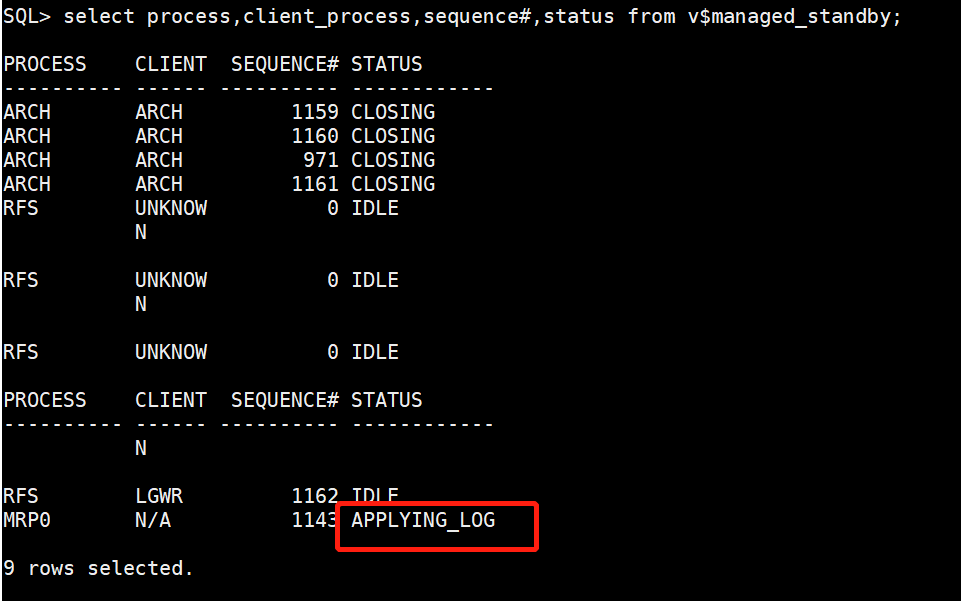 SQL> select process,client_process,sequence#,status from v$managed_standby;
PROCESS    CLIENT  SEQUENCE# STATUS
---------- ------ ---------- ------------
ARCH       ARCH         1159 CLOSING
ARCH       ARCH         1160 CLOSING
ARCH       ARCH          971 CLOSING
ARCH       ARCH         1161 CLOSING
RFS        UNKNOW          0 IDLE
           N
RFS        UNKNOW          0 IDLE
           N
RFS        UNKNOW          0 IDLE
PROCESS    CLIENT  SEQUENCE# STATUS
---------- ------ ---------- ------------
           N
RFS        LGWR         1162 IDLE
MRP0       N/A          1143 APPLYING_LOG
9 rows selected.